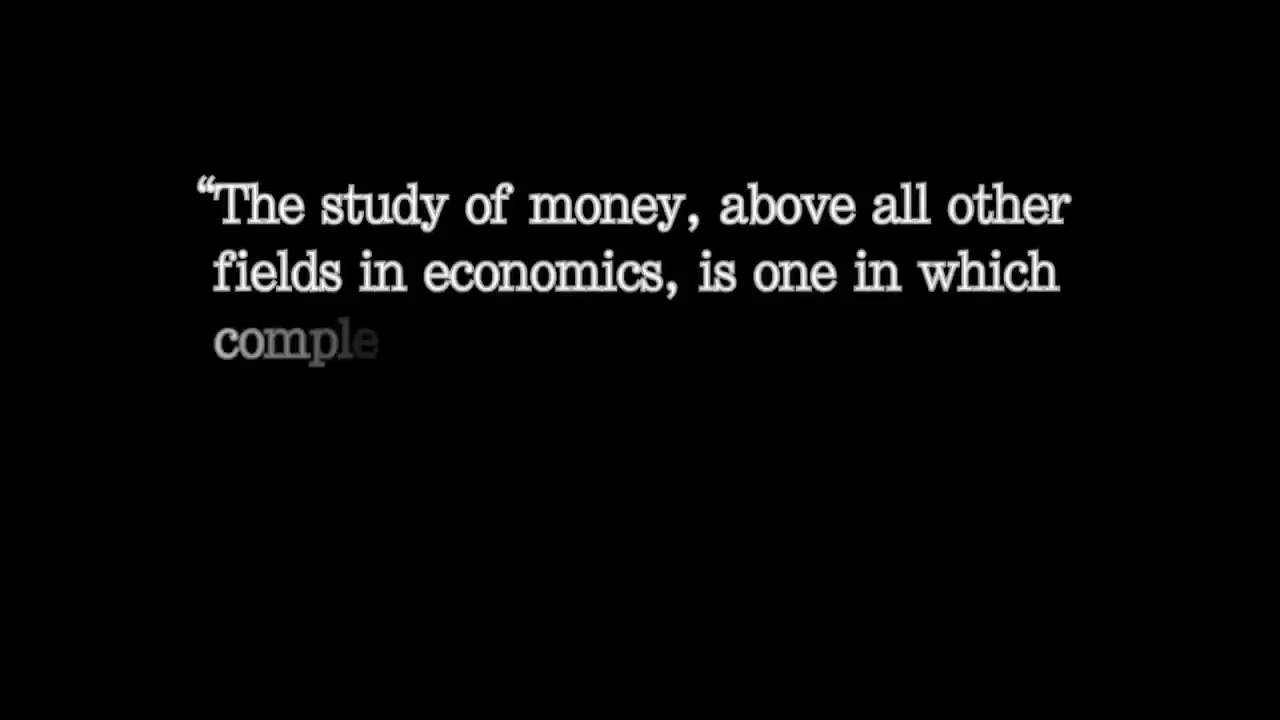 “The study of money, above all other
fields in economics, is one in which
comple